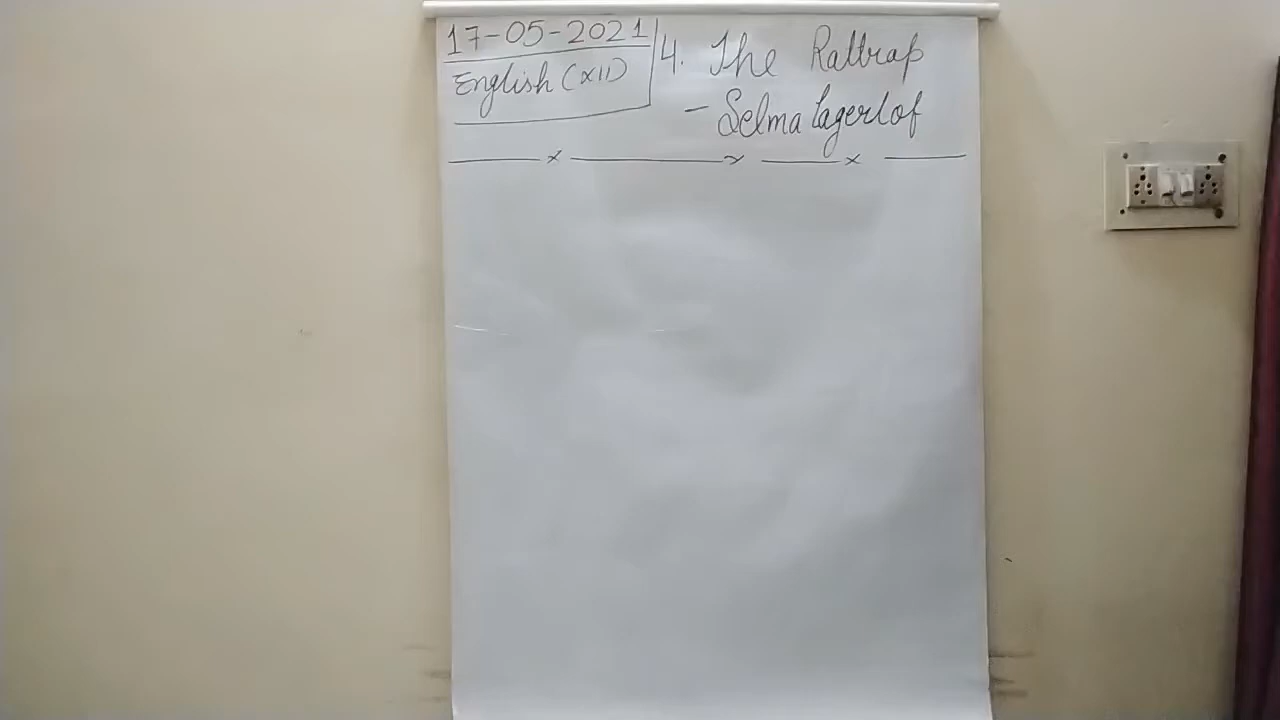 17-05-2021
English (XII)
4. The Rattrap
- Selma Lagerlof